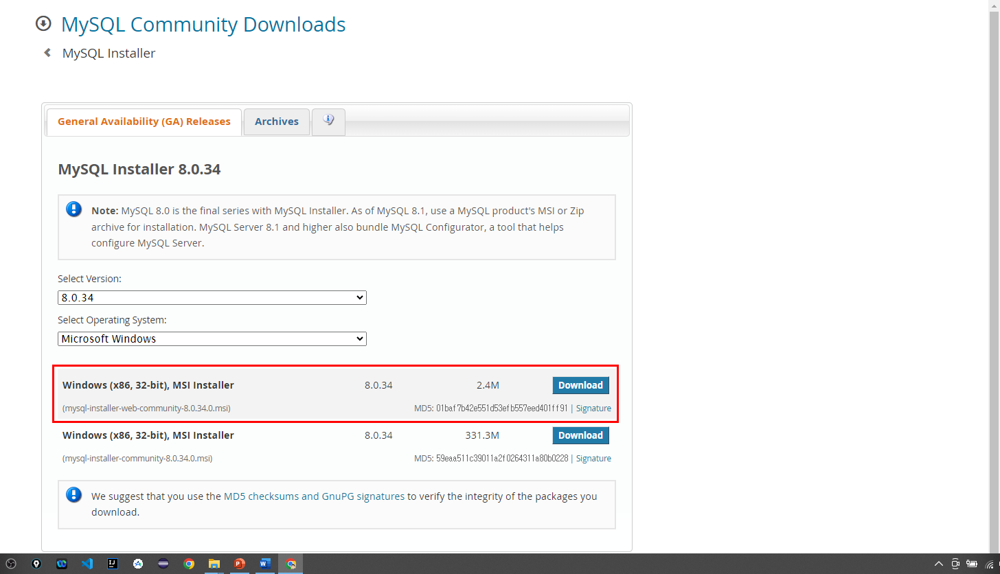 MySQL Community Downloads
MySQL Installer
General Availability (GA) Releases
Archives
i
MySQL Installer 8.0.34
Note: MySQL 8.0 is the final series with MySQL Installer. As of MySQL 8.1, use a MySQL product's MSI or Zip
archive for installation. MySQL Server 8.1 and higher also bundle MySQL Configurator, a tool that helps
configure MySQL Server.
Select Version:
8.0.34
Select Operating System:
Microsoft Windows
Windows (x86, 32-bit), MSI Installer 8.0.34 2.4M Download
(mysql-installer-web-community-8.0.34.0.msi) MD5: 01baf7b42e551d53efb557eed401ff91 | Signature
Windows (x86, 32-bit), MSI Installer 8.0.34 331.3M Download
(mysql-installer-community-8.0.34.0.msi) MD5: 59eaa511c39011a2f0264311a80b0228 | Signature
We suggest that you use the MD5 checksums and GnuPG signatures to verify the integrity of the packages you
download.